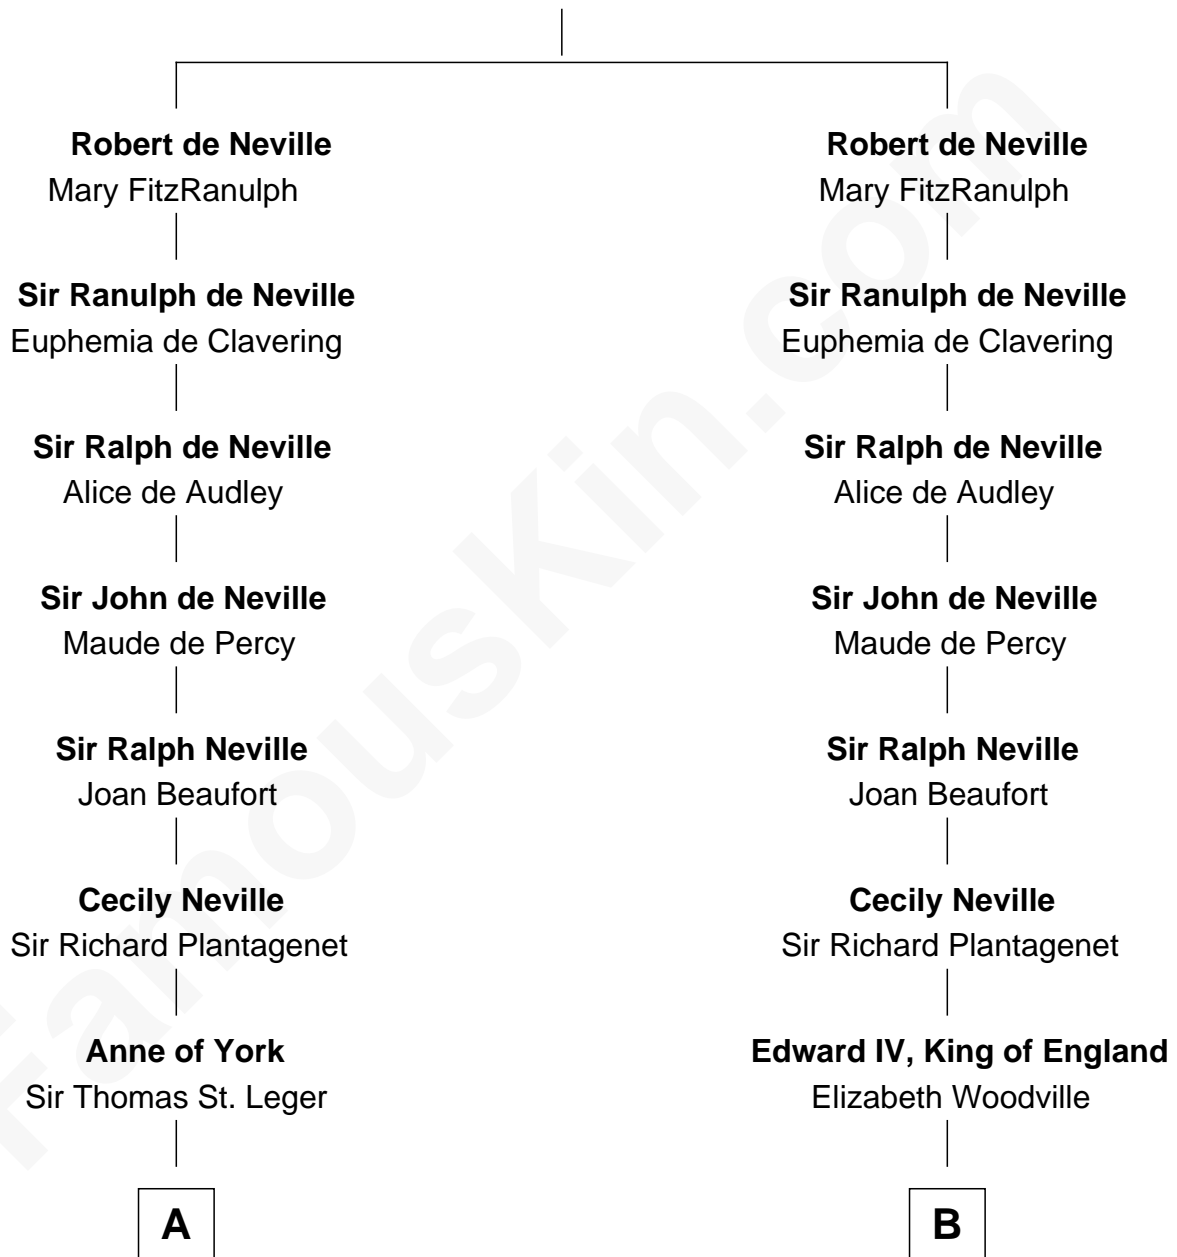 Robert de Neville
Mary FitzRanulph
Sir Ranulph de Neville
Euphemia de Clavering
Sir Ralph de Neville
Alice de Audley
Sir John de Neville
Maude de Percy
Sir Ralph Neville
Joan Beaufort
Cecily Neville
Sir Richard Plantagenet
Anne of York
Sir Thomas St. Leger
A
Robert de Neville
Mary FitzRanulph
Sir Ranulph de Neville
Euphemia de Clavering
Sir Ralph de Neville
Alice de Audley
Sir John de Neville
Maude de Percy
Sir Ralph Neville
Joan Beaufort
Cecily Neville
Sir Richard Plantagenet
Edward IV, King of England
Elizabeth Woodville
B
FamousKin.com